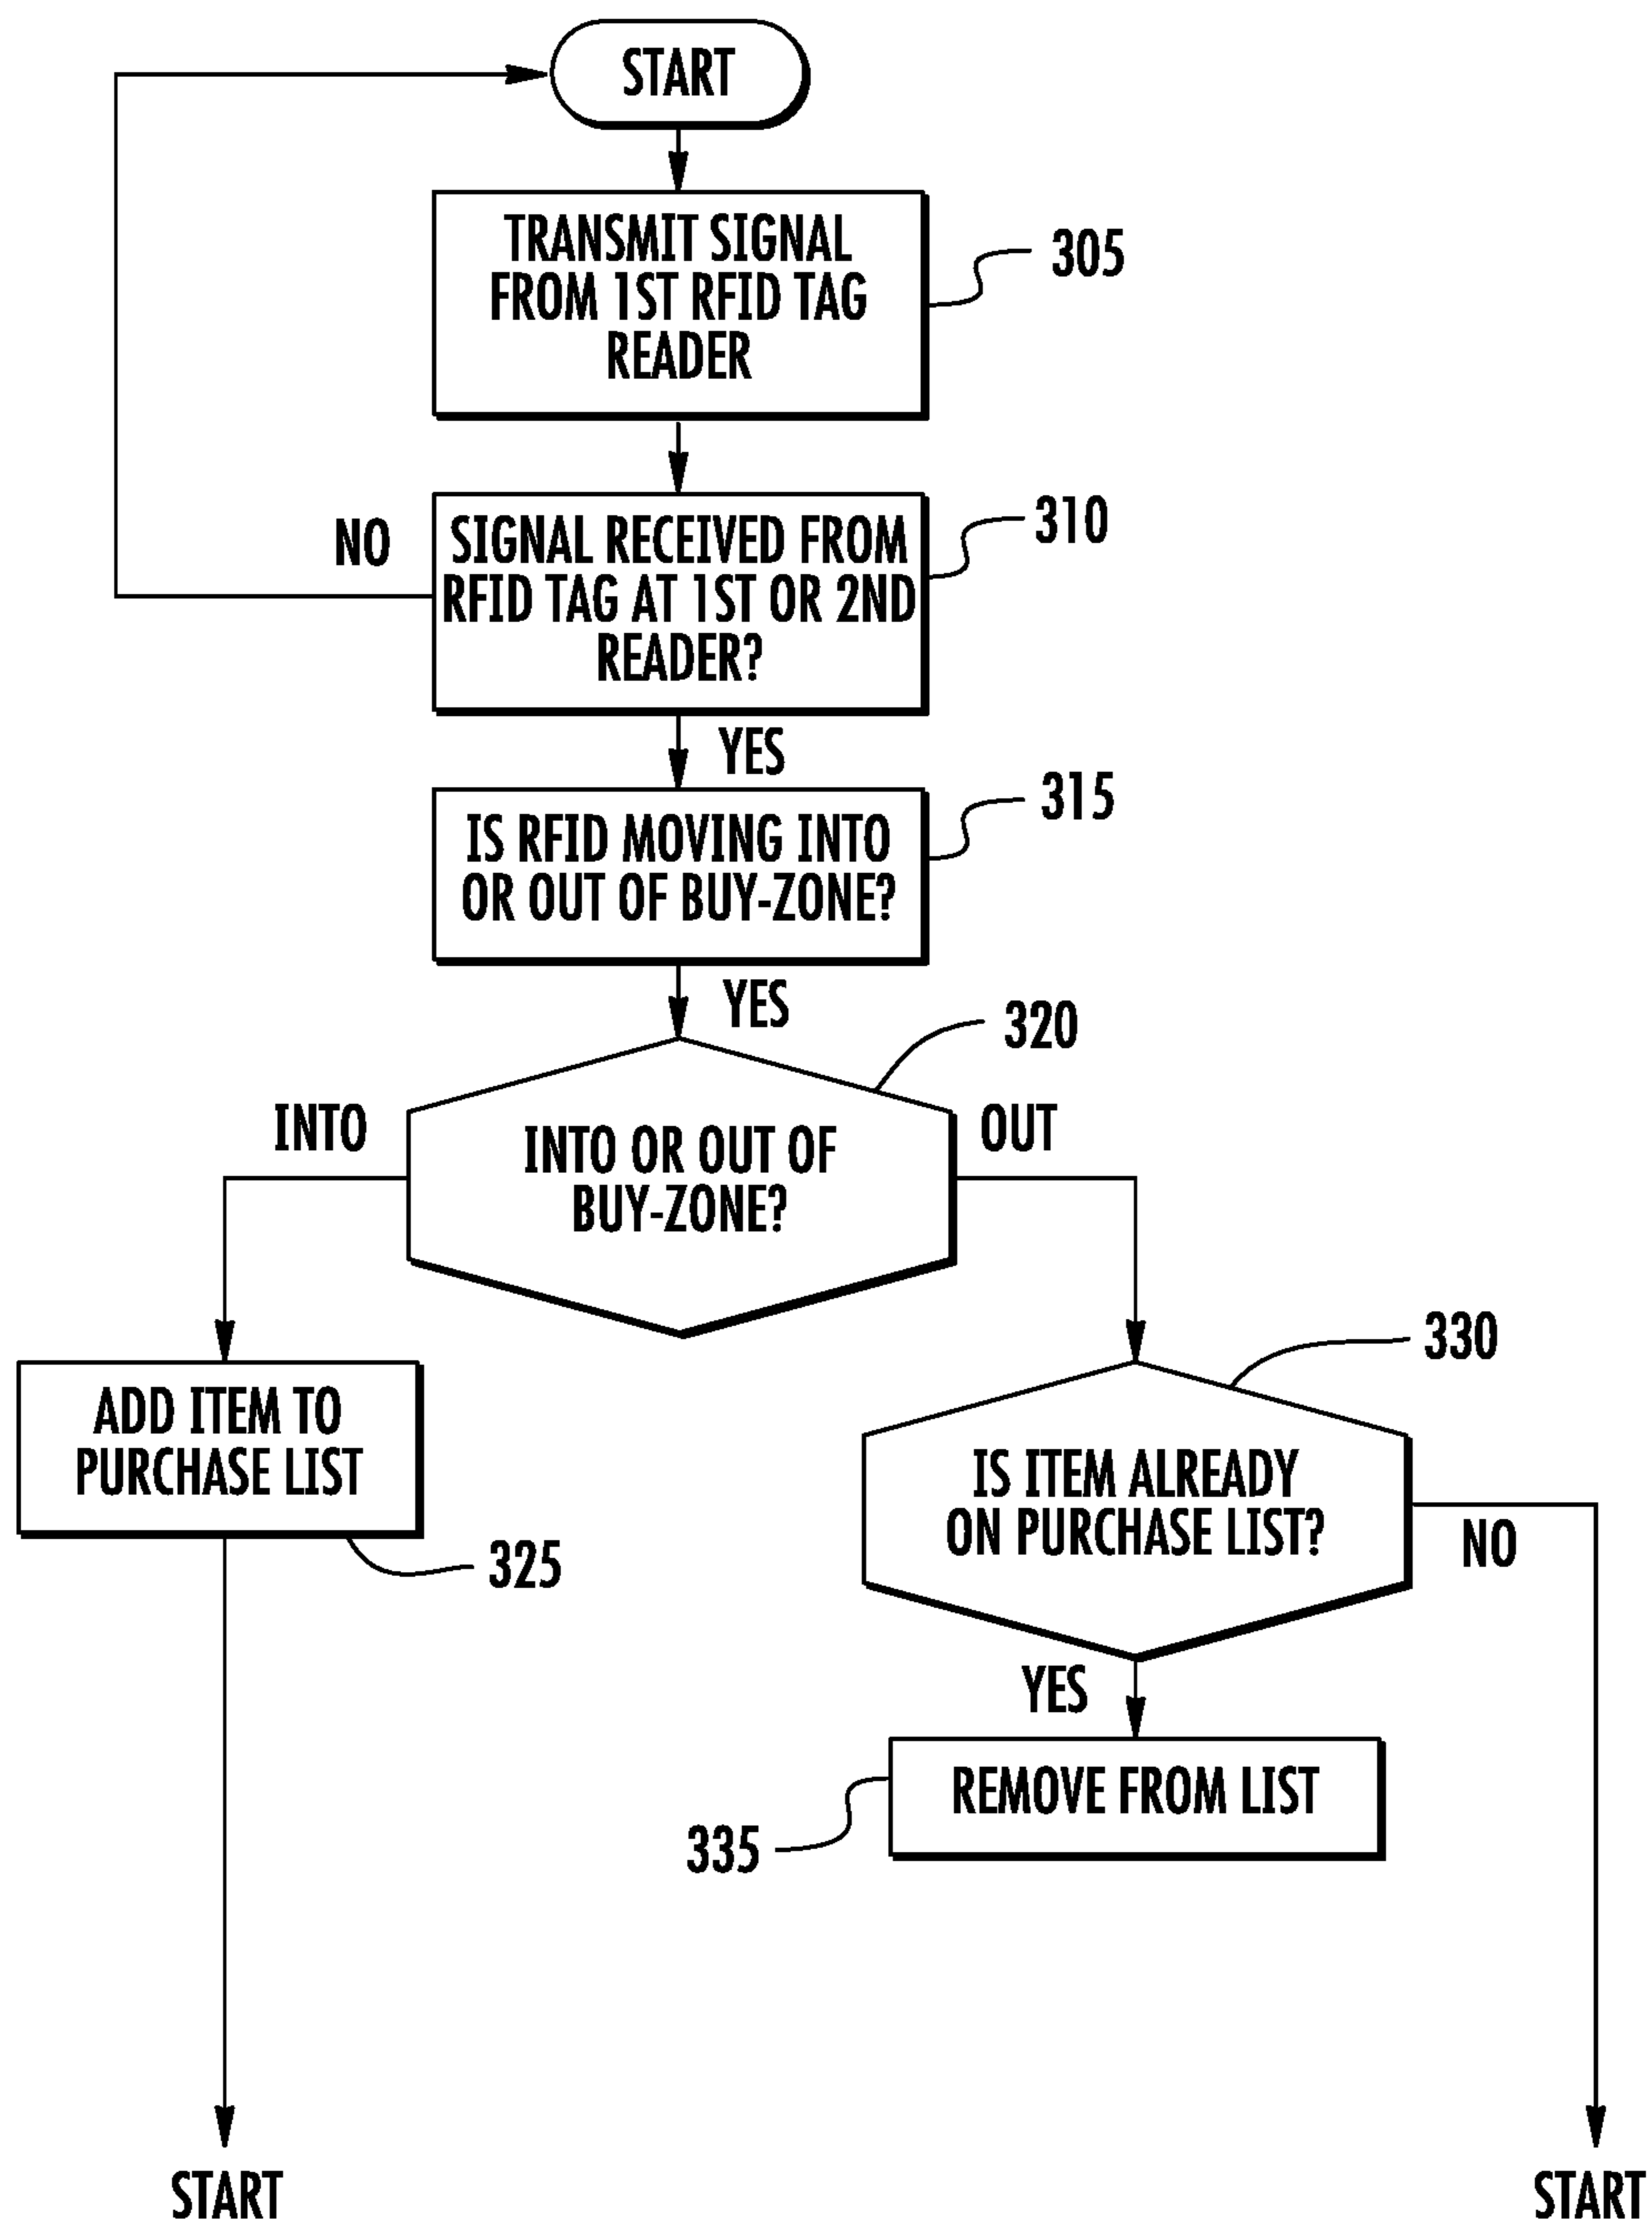 START
TRANSMIT SIGNAL
FROM 1ST RFID TAG
READER
305
NO
SIGNAL RECEIVED FROM
RFID TAG AT 1ST OR 2ND
READER?
310
YES
IS RFID MOVING INTO
OR OUT OF BUY-ZONE?
315
YES
320
INTO
INTO OR OUT OF
BUY-ZONE?
OUT
330
ADD ITEM TO
PURCHASE LIST
325
IS ITEM ALREADY
ON PURCHASE LIST?
NO
YES
REMOVE FROM LIST
335
START
START